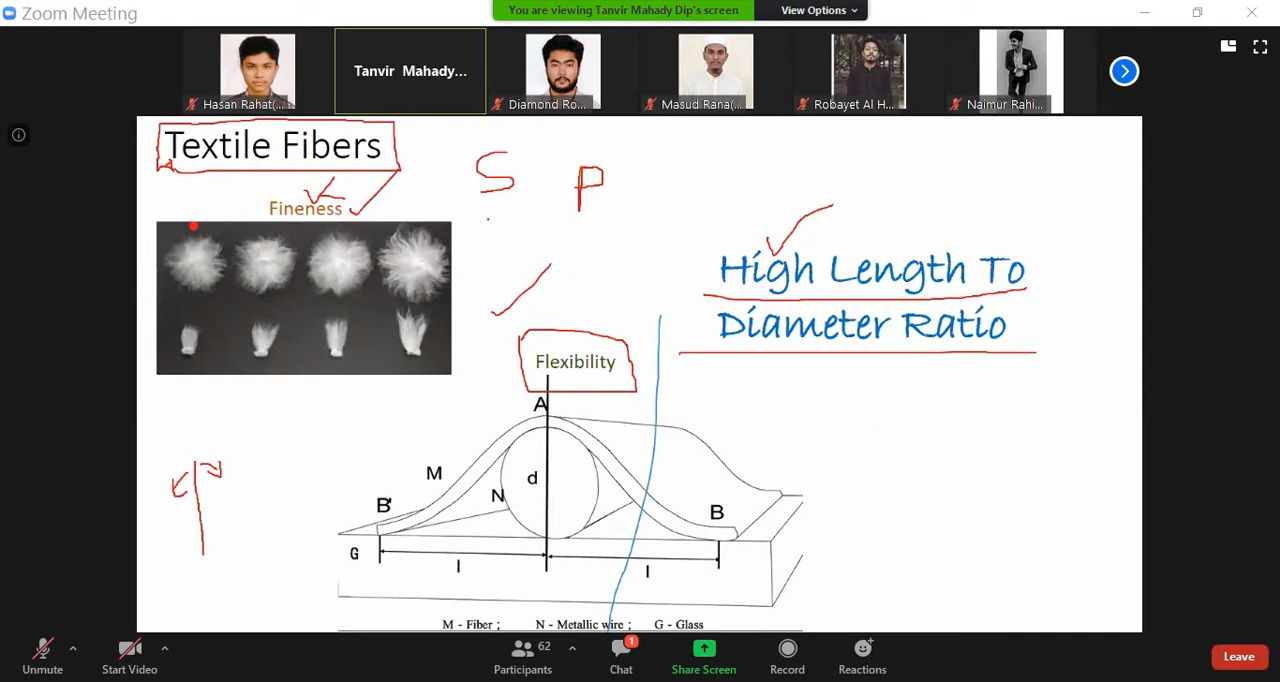 Zoom Meeting
You are viewing Tanvir Mahady Dip's screen
View Options
Hasan Rahat(...
Tanvir Mahady...
Diamond Ro...
Masud Rana(...
Robayet Al H...
Naimur Rahi...
Textile Fibers
S P
Fineness
High Length To
Diameter Ratio
Flexibility
A
M
d
N
B'
B
G
l
l
M - Fiber ; N - Metallic wire ; G - Glass
Unmute
Start Video
62
Participants
1
Chat
Share Screen
Record
Reactions
Leave